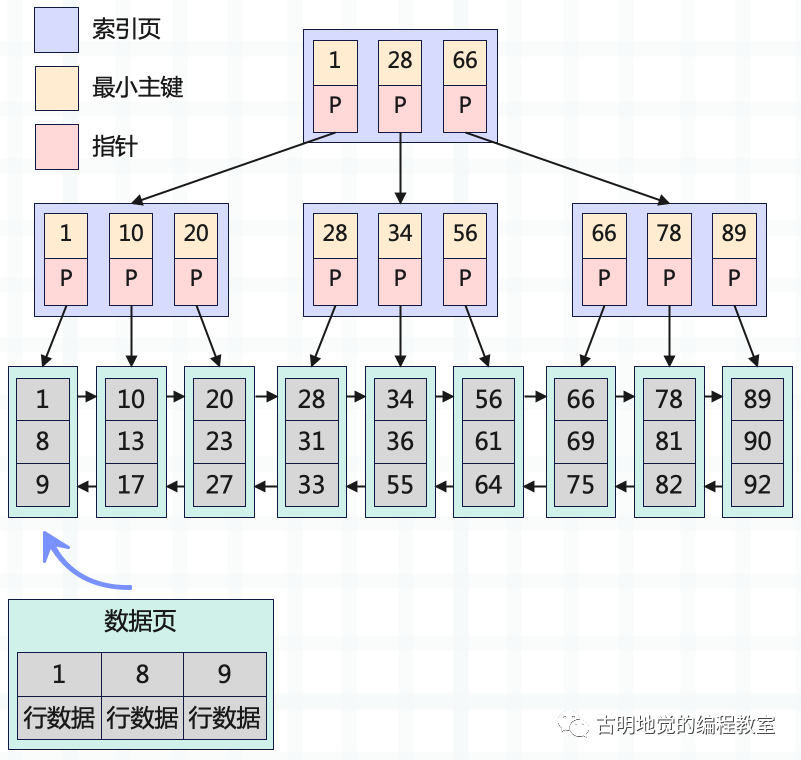 索引页
最小主键
指针
1 28 66
P P P
1 10 20
P P P
28 34 56
P P P
66 78 89
P P P
1 10 20 28 34 56 66 78 89
8 13 23 31 36 61 69 81 90
9 17 27 33 55 64 75 82 92
数据页
1 8 9
行数据 行数据 行数据
古明地觉的编程教室